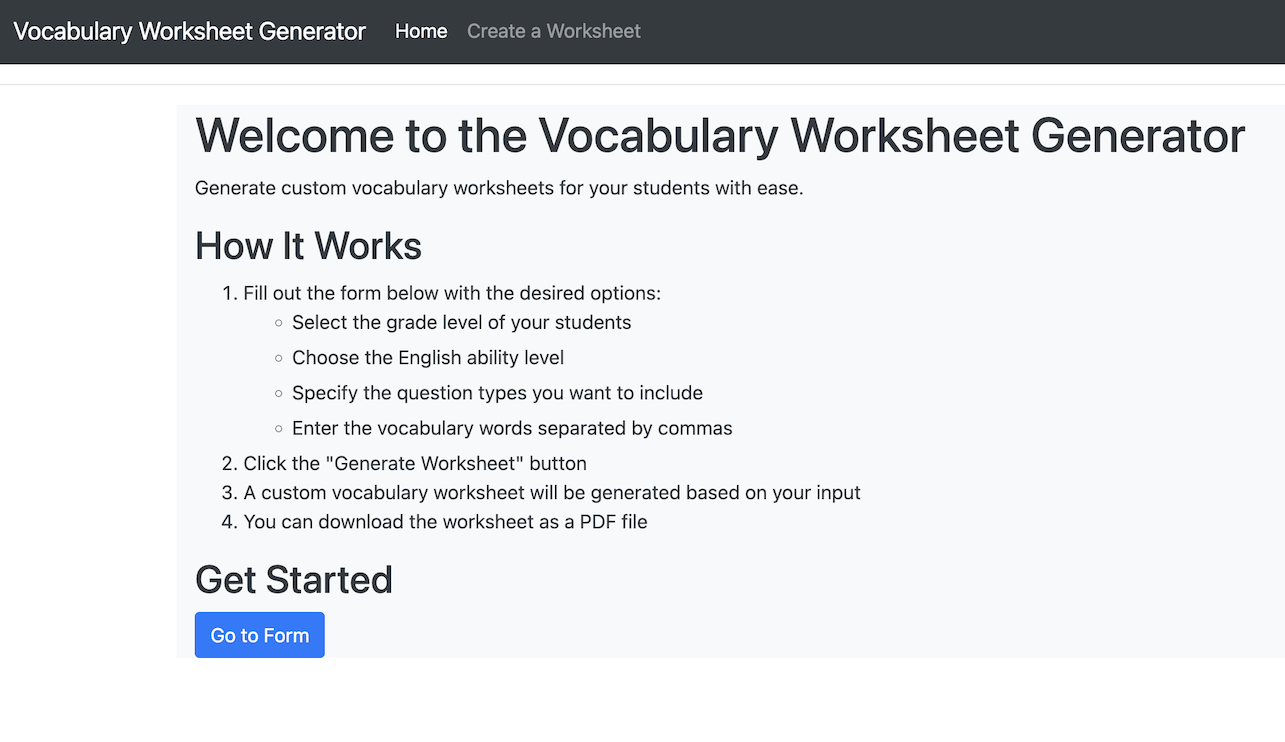 Vocabulary Worksheet Generator Home Create a Worksheet
Welcome to the Vocabulary Worksheet Generator
Generate custom vocabulary worksheets for your students with ease.
How It Works
1. Fill out the form below with the desired options:
Select the grade level of your students
Choose the English ability level
Specify the question types you want to include
Enter the vocabulary words separated by commas
2. Click the "Generate Worksheet" button
3. A custom vocabulary worksheet will be generated based on your input
4. You can download the worksheet as a PDF file
Get Started
Go to Form